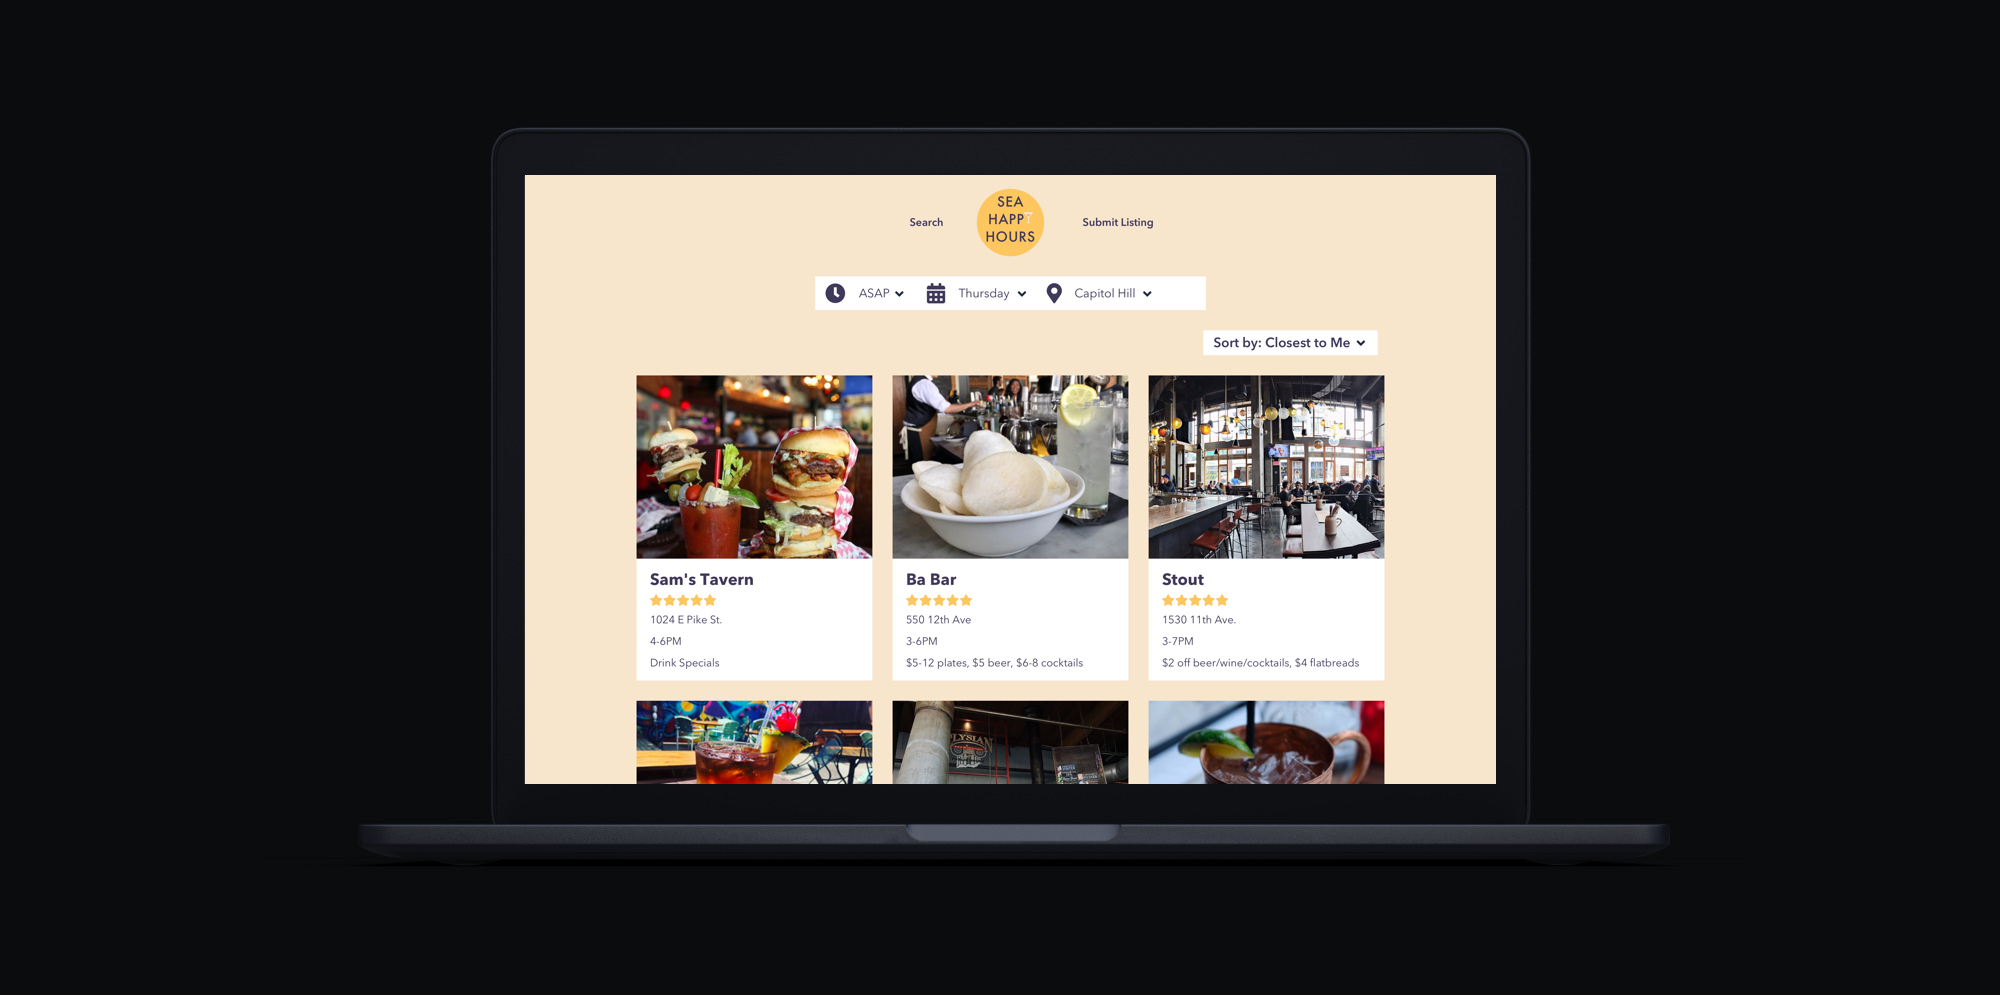 Search
SEA
HAPPY
HOURS
Submit Listing
ASAP
Thursday
Capitol Hill
Sort by: Closest to Me
Sam's Tavern
1024 E Pike St.
4-6PM
Drink Specials
Ba Bar
550 12th Ave
3-6PM
$5-12 plates, $5 beer, $6-8 cocktails
Stout
1530 11th Ave.
3-7PM
$2 off beer/wine/cocktails, $4 flatbreads
ELYSIAN